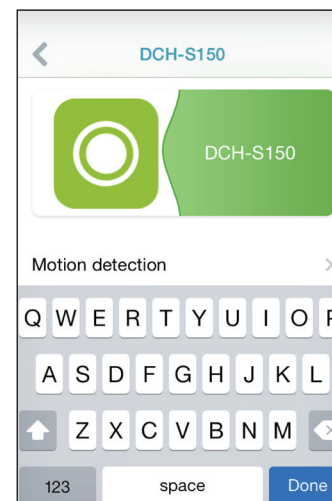 DCH-S150
DCH-S150
Motion detection
Q W E R T Y U I O P
A S D F G H J K L
Z X C V B N M
123 space Done